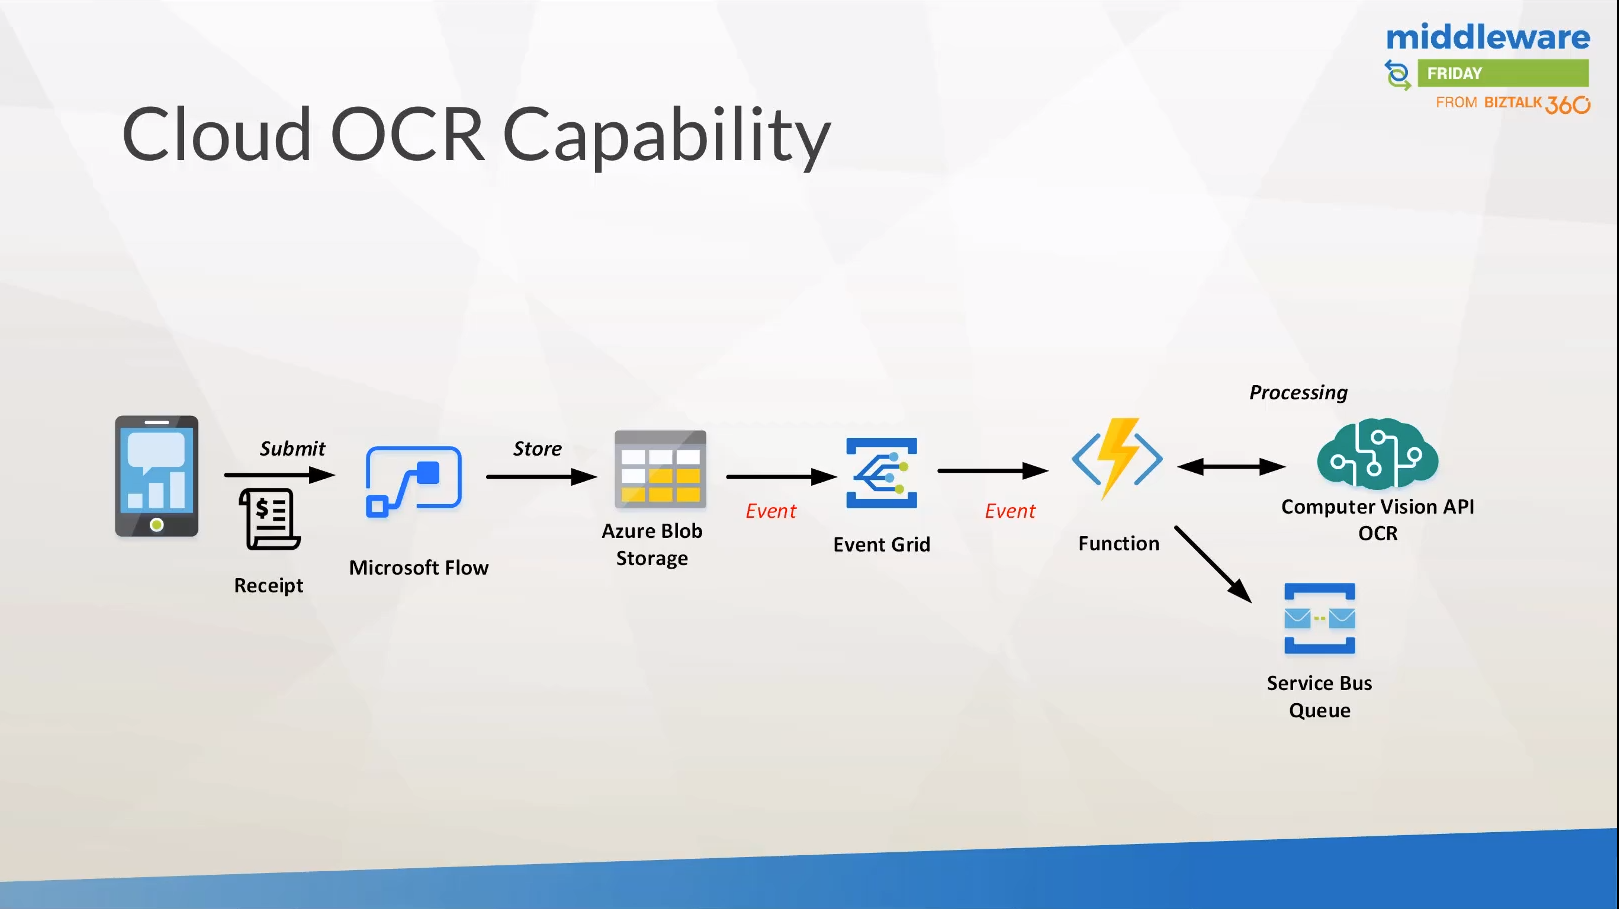 middleware
FRIDAY
FROM BIZTALK 360
Cloud OCR Capability
Processing
Submit
Store
$
Event
Event
Computer Vision API
OCR
Azure Blob
Storage
Event Grid
Function
Microsoft Flow
Receipt
Service Bus
Queue